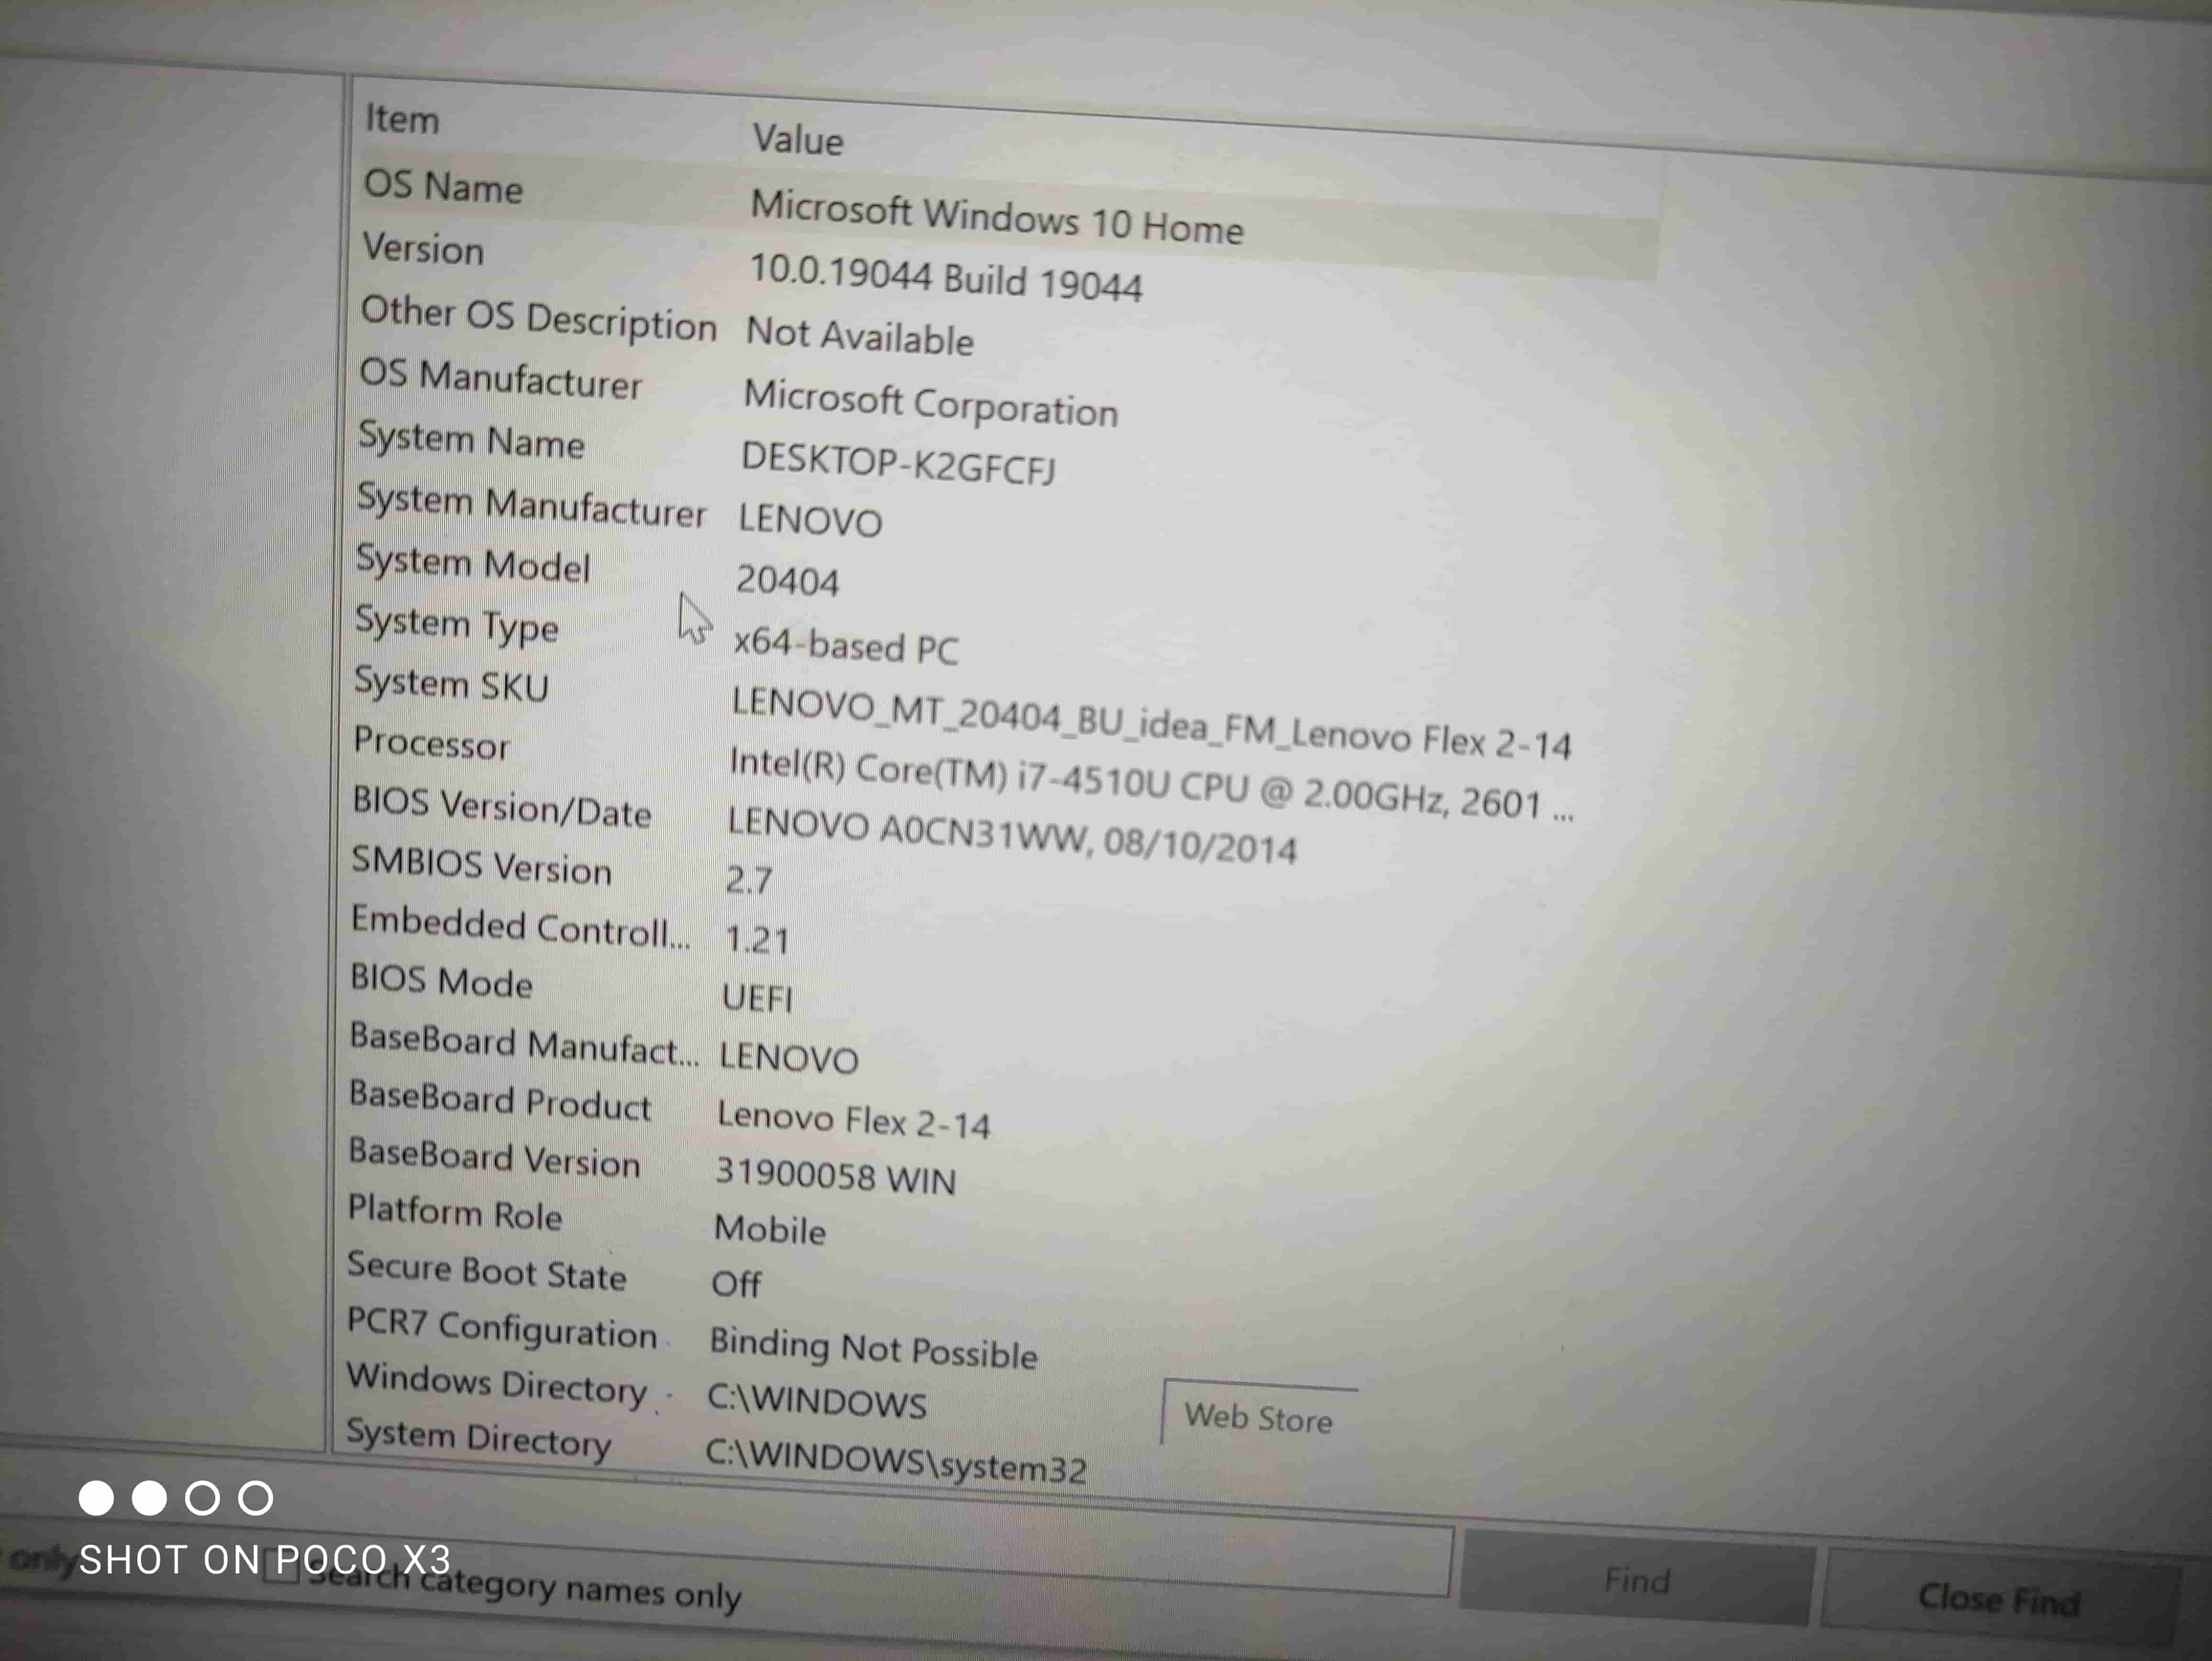 Item Value
OS Name Microsoft Windows 10 Home
Version 10.0.19044 Build 19044
Other OS Description Not Available
OS Manufacturer Microsoft Corporation
System Name DESKTOP-K2GFCFJ
System Manufacturer LENOVO
System Model 20404
System Type x64-based PC
System SKU LENOVO_MT_20404_BU_idea_FM_Lenovo Flex 2-14
Processor Intel(R) Core(TM) i7-4510U CPU @ 2.00GHz, 2601 ...
BIOS Version/Date LENOVO A0CN31WW, 08/10/2014
SMBIOS Version 2.7
Embedded Controll... 1.21
BIOS Mode UEFI
BaseBoard Manufact... LENOVO
BaseBoard Product Lenovo Flex 2-14
BaseBoard Version 31900058 WIN
Platform Role Mobile
Secure Boot State Off
PCR7 Configuration Binding Not Possible
Windows Directory C:\WINDOWS
Web Store
System Directory C:\WINDOWS\system32
only
Search category names only
Find
Close Find
SHOT ON POCO X3